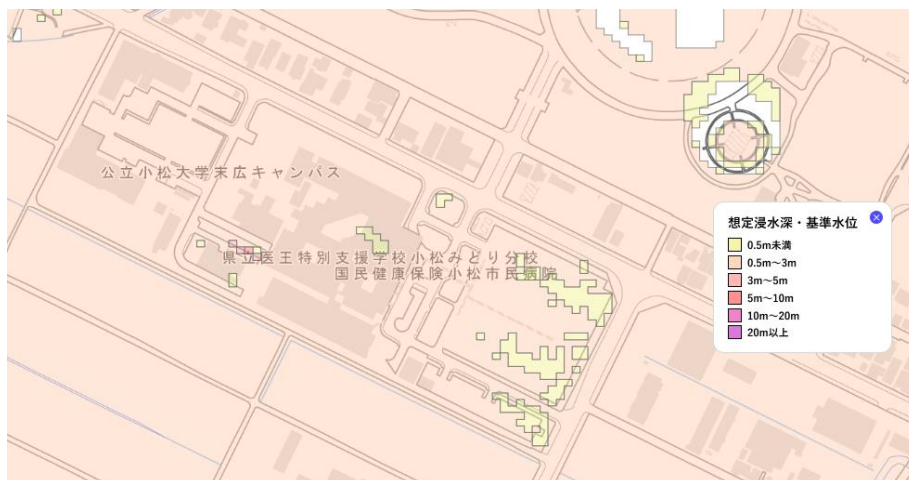 公立小松大学末広キャンパス
県立医王特別支援学校小松みどり分校
国民健康保険小松市民病院
想定浸水深・基準水位
0.5m未満
0.5m〜3m
3m〜5m
5m〜10m
10m〜20m
20m以上